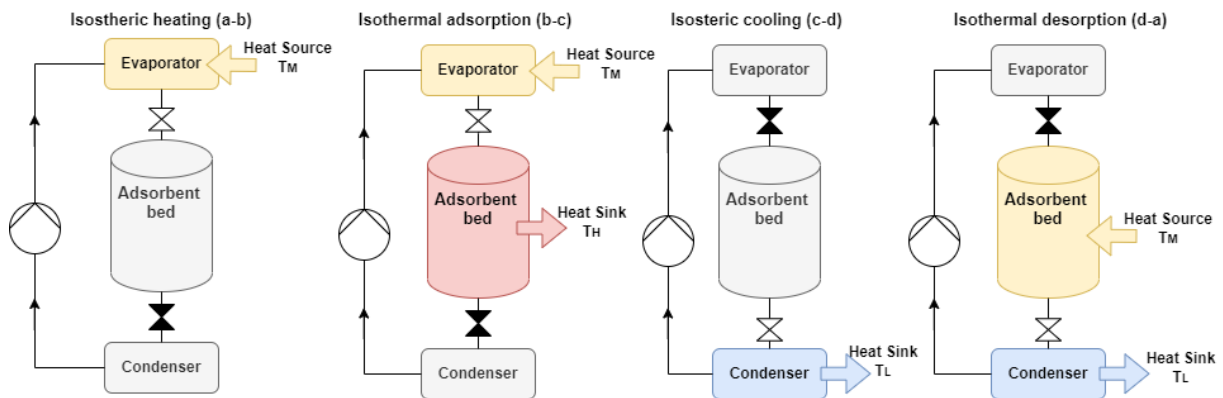 Isostheric heating (a-b)
Evaporator
Heat Source
TM
Adsorbent
bed
Condenser
Isothermal adsorption (b-c)
Evaporator
Heat Source
TM
Adsorbent
bed
Heat Sink
TH
Condenser
Isosteric cooling (c-d)
Evaporator
Adsorbent
bed
Condenser
Heat Sink
TL
Isothermal desorption (d-a)
Evaporator
Adsorbent
bed
Heat Source
TM
Condenser
Heat Sink
TL